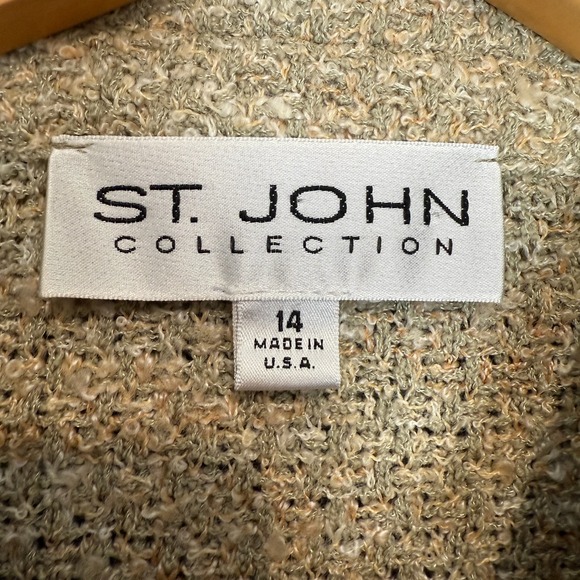 ST. JOHN
COLLECTION
14
MADE IN
U.S.A.